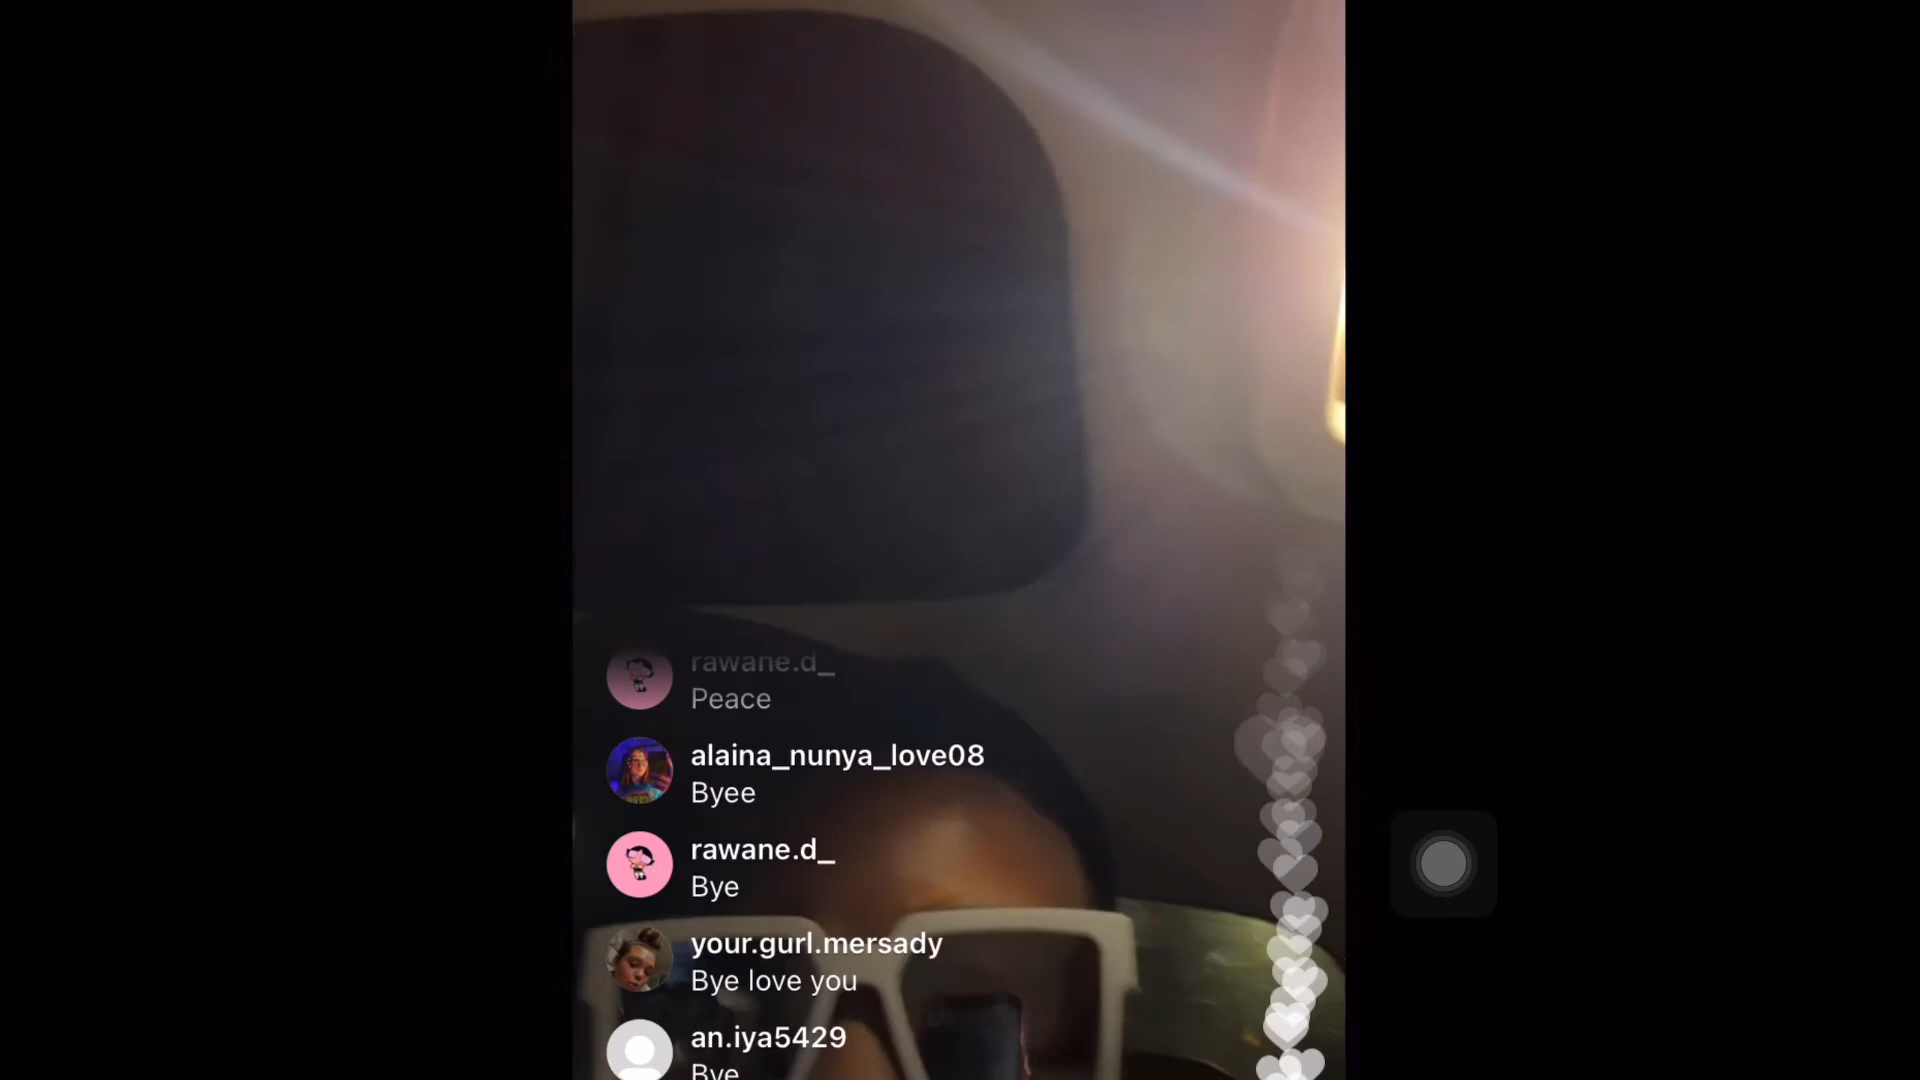 rawane.d_
Peace
alaina_nunya_love08
Byee
rawane.d_
Bye
your.gurl.mersady
Bye love you
an.iya5429
Bye